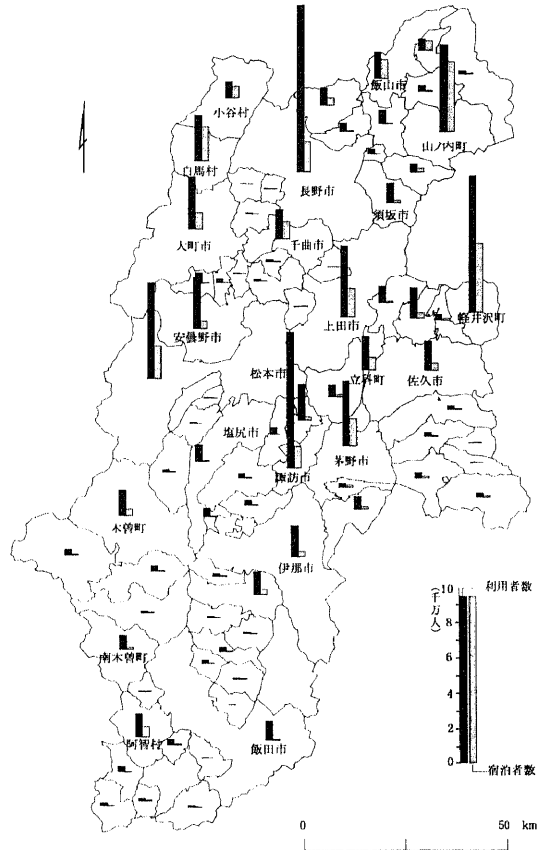 飯山市
小谷村
山ノ内町
白馬村
長野市
須坂市
大町市
千曲市
上田市
軽井沢町
安曇野市
松本市
立科町
佐久市
塩尻市
茅野市
諏訪市
木曽町
伊那市
南木曽町
阿智村
飯田市
(千万人)
利用者数
10
8
6
4
2
0
宿泊者数
0 50 km